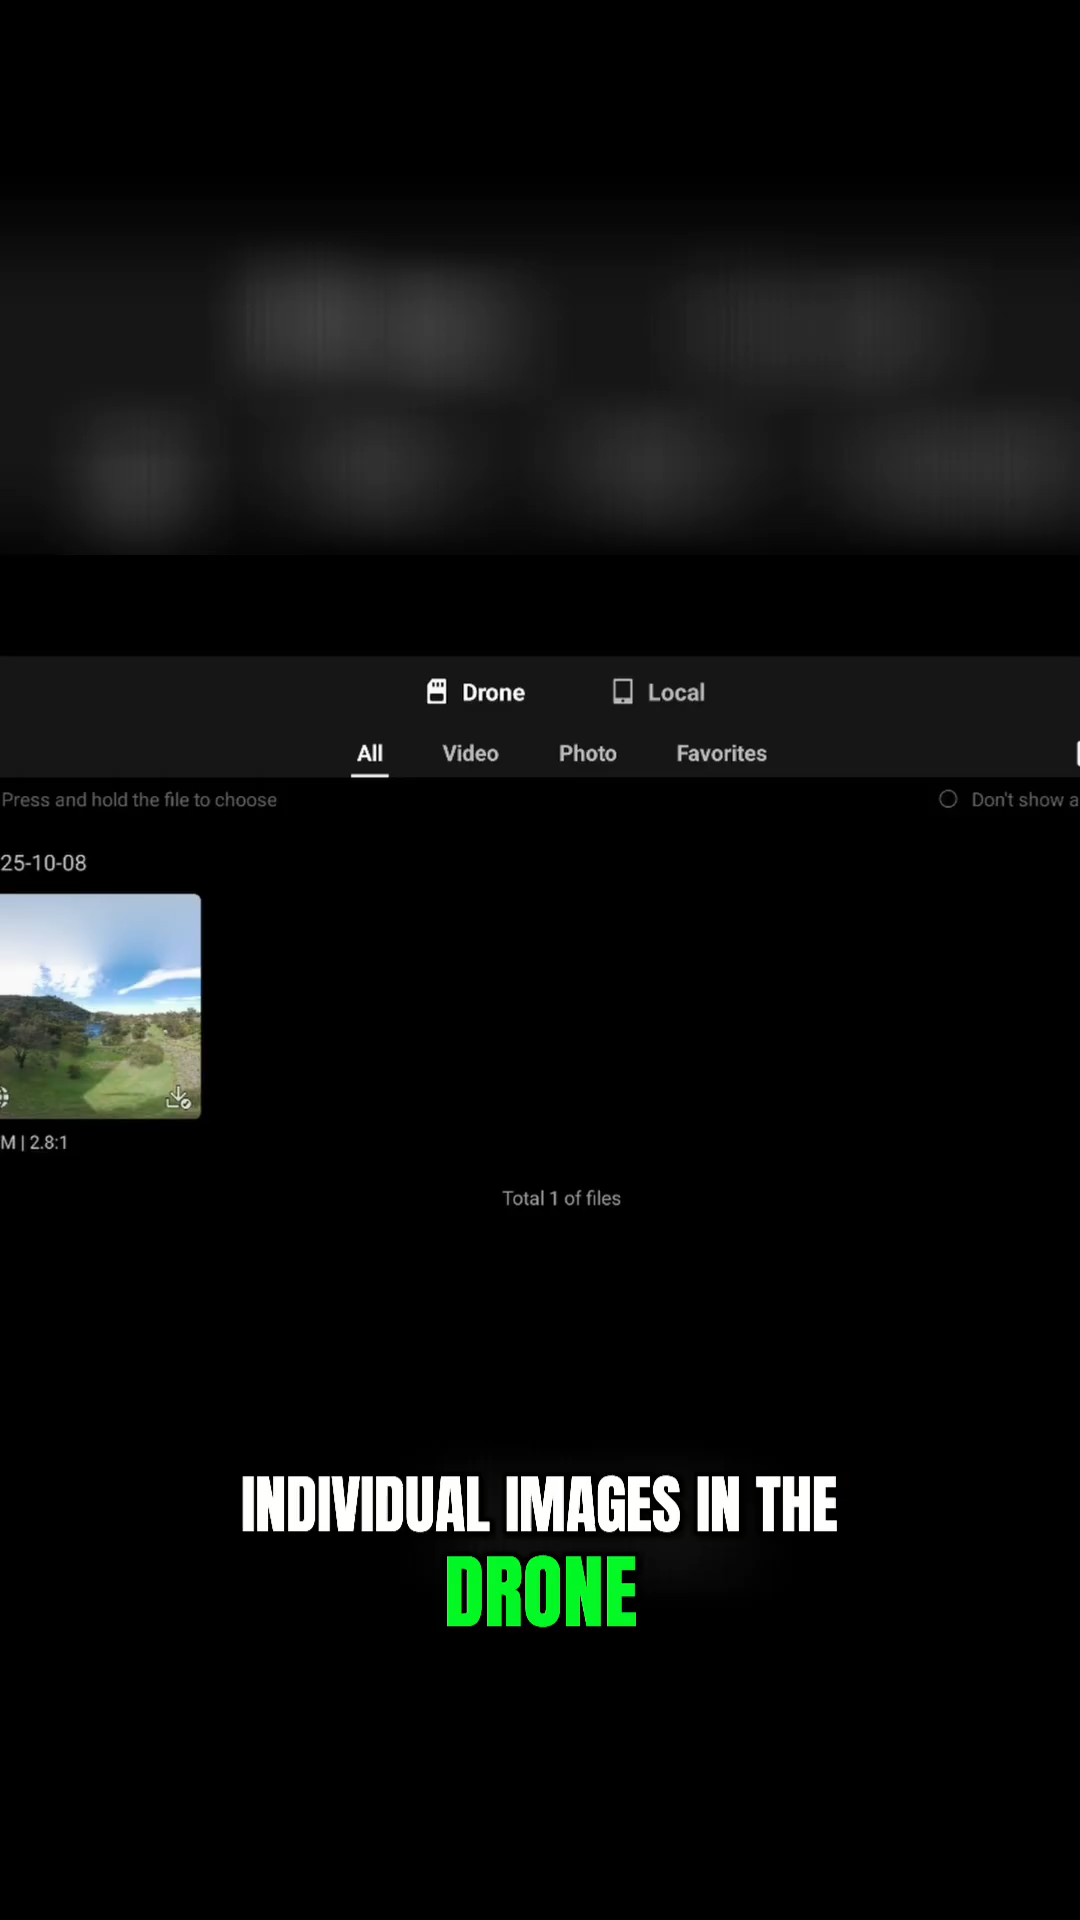 Drone
Local
All
Video
Photo
Favorites
Press and hold the file to choose
Don't show a
25-10-08
M | 2.8:1
Total 1 of files
INDIVIDUAL IMAGES IN THE
DRONE